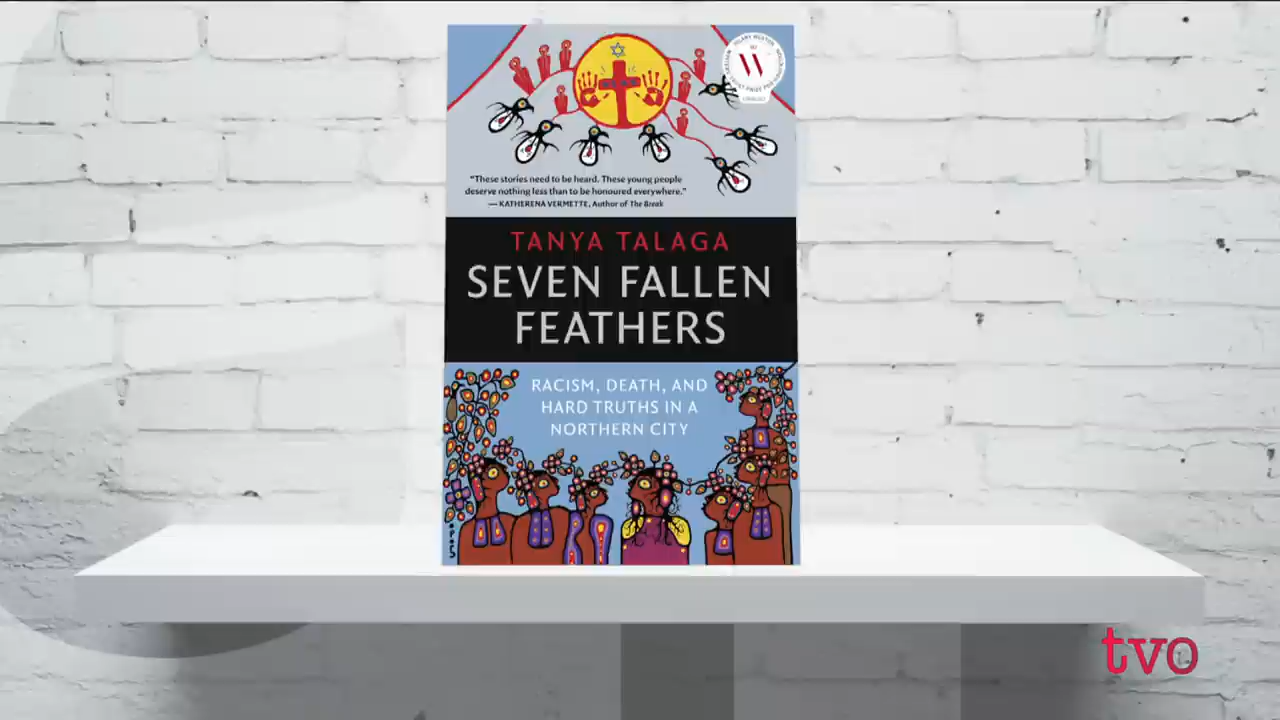 "These stories need to be heard. These young people
deserve nothing less than to be honoured everywhere."
— KATHERENA VERMETTE, Author of The Break
TANYA TALAGA
SEVEN FALLEN
FEATHERS
RACISM, DEATH, AND
HARD TRUTHS IN A
NORTHERN CITY
tvo